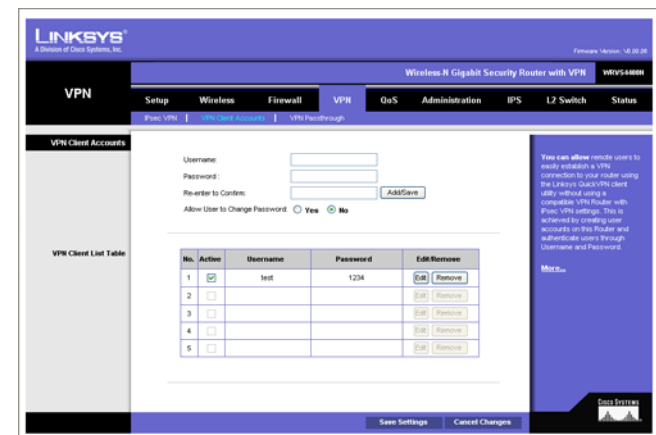 LINKSYS®
A Division of Cisco Systems, Inc.
Firmware Version: V0.00.06
Wireless-N Gigabit Security Router with VPN WRVS4400N
VPN
Setup Wireless Firewall VPN QoS Administration IPS L2 Switch Status
IPsec VPN | VPN Client Accounts | VPN Passthrough
VPN Client Accounts
Username:
Password :
Re-enter to Confirm: Add/Save
Allow User to Change Password: Yes No
VPN Client List Table
No. Active Username Password Edit/Remove
1 test 1234 Edit Remove
2 Edit Remove
3 Edit Remove
4 Edit Remove
5 Edit Remove
You can allow remote users to
easily establish a VPN
connection to your router using
the Linksys QuickVPN client
utility without using a
compatible VPN Router with
IPsec VPN settings. This is
achieved by creating user
accounts on this Router and
authenticate users through
Username and Password.
More...
Save Settings Cancel Changes
CISCO SYSTEMS